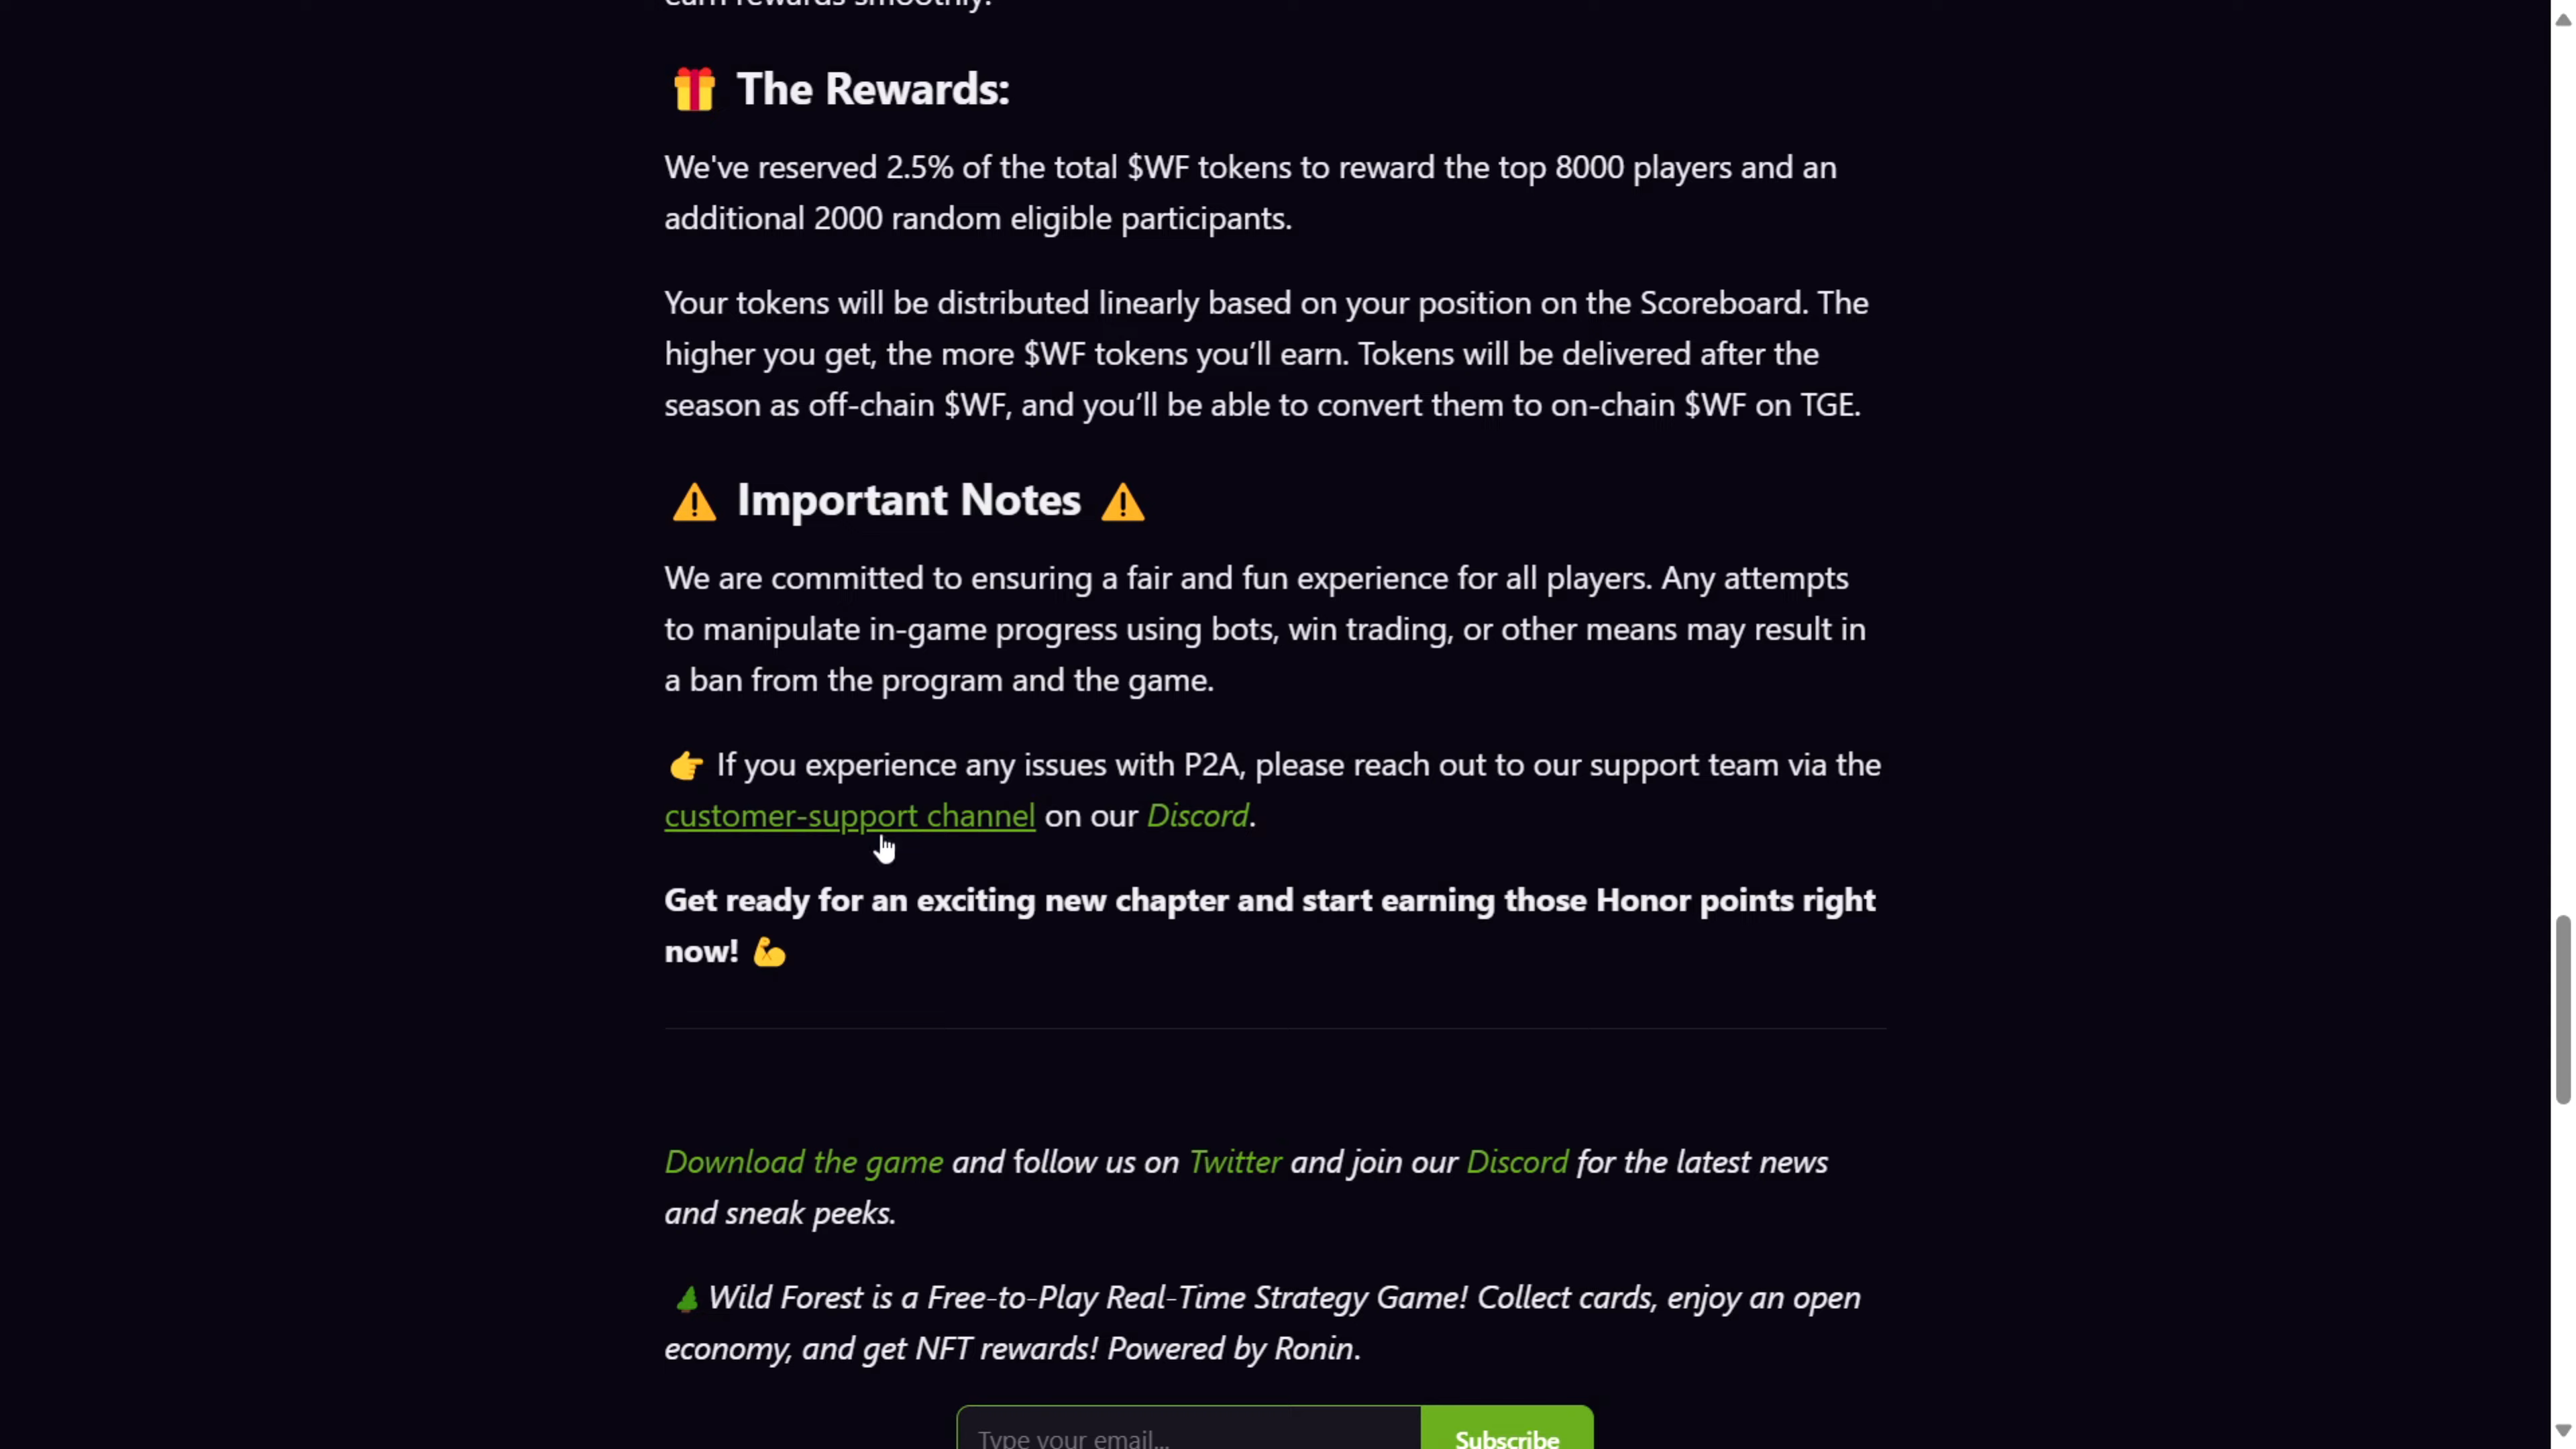 earn rewards smoothly.
🎁 The Rewards:
We've reserved 2.5% of the total $WF tokens to reward the top 8000 players and an
additional 2000 random eligible participants.
Your tokens will be distributed linearly based on your position on the Scoreboard. The
higher you get, the more $WF tokens you’ll earn. Tokens will be delivered after the
season as off-chain $WF, and you’ll be able to convert them to on-chain $WF on TGE.
⚠️ Important Notes ⚠️
We are committed to ensuring a fair and fun experience for all players. Any attempts
to manipulate in-game progress using bots, win trading, or other means may result in
a ban from the program and the game.
👉 If you experience any issues with P2A, please reach out to our support team via the
customer-support channel on our Discord.
Get ready for an exciting new chapter and start earning those Honor points right
now! 💪
Download the game and follow us on Twitter and join our Discord for the latest news
and sneak peeks.
🌲 Wild Forest is a Free-to-Play Real-Time Strategy Game! Collect cards, enjoy an open
economy, and get NFT rewards! Powered by Ronin.
Type your email...
Subscribe